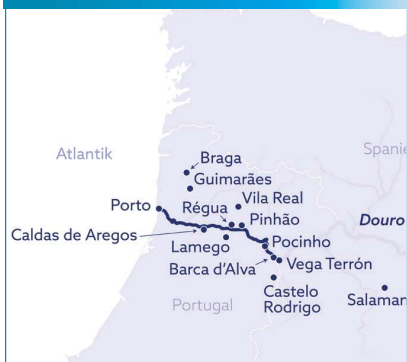 Atlantik
Spanie
Braga
Guimarães
Vila Real
Porto
Régua
Pinhão
Douro
Caldas de Aregos
Lamego
Pocinho
Barca d'Alva
Vega Terrón
Castelo
Rodrigo
Salaman
Portugal